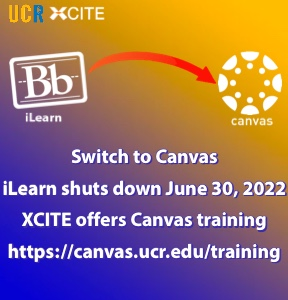 UCR XCITE
Bb
iLearn
canvas
Switch to Canvas
iLearn shuts down June 30, 2022
XCITE offers Canvas training
https://canvas.ucr.edu/training